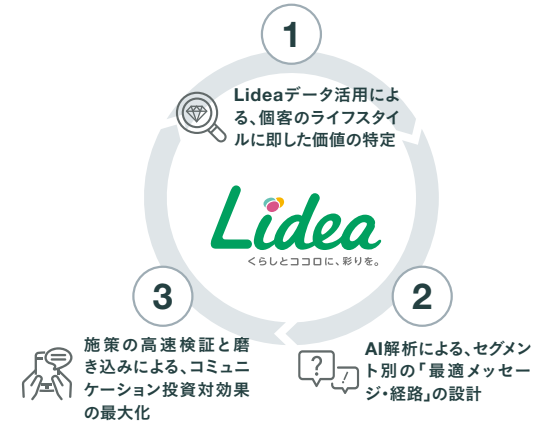 1
Lideaデータ活用によ
る、個客のライフスタイ
ルに即した価値の特定
Lidea
くらしとココロに、彩りを。
3
施策の高速検証と磨
き込みによる、コミュニ
ケーション投資対効果
の最大化
2
?
!
AI解析による、セグメン
ト別の「最適メッセー
ジ・経路」の設計